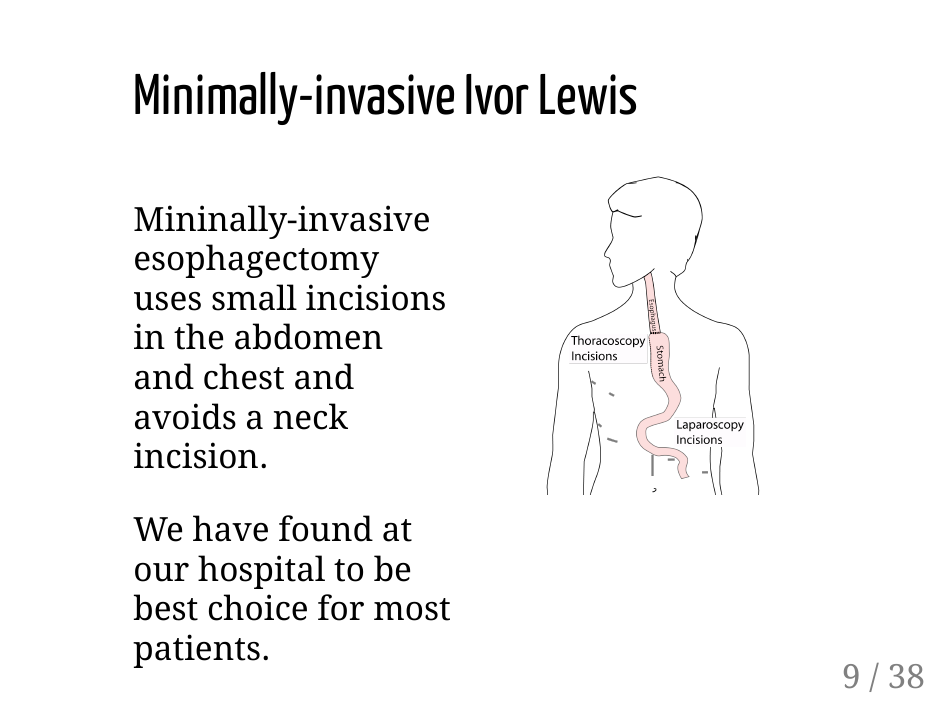 Minimally-invasive Ivor Lewis
Mininally-invasive
esophagectomy
uses small incisions
in the abdomen
and chest and
avoids a neck
incision.
We have found at
our hospital to be
best choice for most
patients.
Esophagus
Thoracoscopy
Incisions
Stomach
Laparoscopy
Incisions
9 / 38